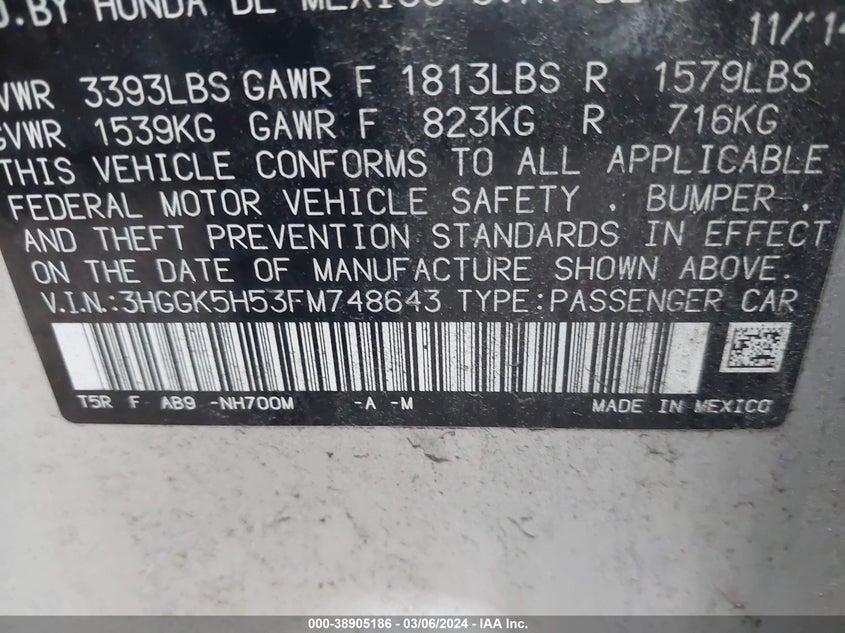 BY HONDA DE MEXICO
11/14
VWR 3393LBS GAWR F 1813LBS R 1579LBS
GVWR 1539KG GAWR F 823KG R 716KG
THIS VEHICLE CONFORMS TO ALL APPLICABLE
FEDERAL MOTOR VEHICLE SAFETY , BUMPER ,
AND THEFT PREVENTION STANDARDS IN EFFECT
ON THE DATE OF MANUFACTURE SHOWN ABOVE.
V.I.N.:3HGGK5H53FM748643 TYPE:PASSENGER CAR
T5R F AB9 -NH700M -A -M MADE IN MEXICO
000-38905186 - 03/06/2024 - IAA Inc.